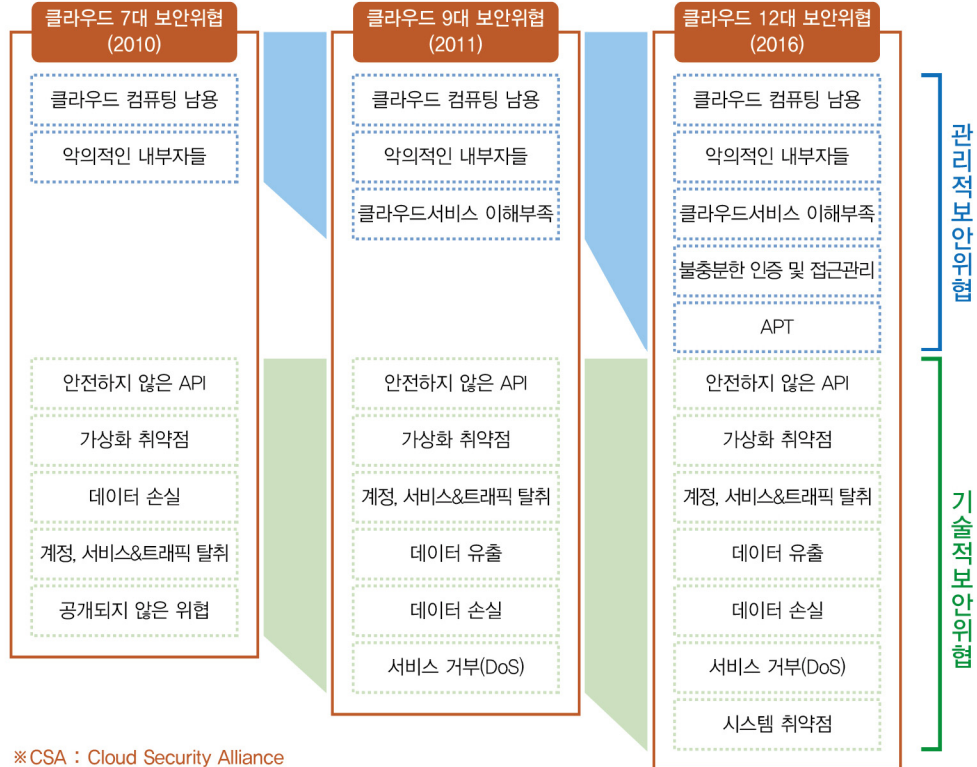 클라우드 7대 보안위협
(2010)
클라우드 컴퓨팅 남용
악의적인 내부자들
안전하지 않은 API
가상화 취약점
데이터 손실
계정, 서비스&트래픽 탈취
공개되지 않은 위협
클라우드 9대 보안위협
(2011)
클라우드 컴퓨팅 남용
악의적인 내부자들
클라우드서비스 이해부족
안전하지 않은 API
가상화 취약점
계정, 서비스&트래픽 탈취
데이터 유출
데이터 손실
서비스 거부(DoS)
클라우드 12대 보안위협
(2016)
클라우드 컴퓨팅 남용
악의적인 내부자들
클라우드서비스 이해부족
불충분한 인증 및 접근관리
APT
안전하지 않은 API
가상화 취약점
계정, 서비스&트래픽 탈취
데이터 유출
데이터 손실
서비스 거부(DoS)
시스템 취약점
관리적보안위협
기술적보안위협
※CSA : Cloud Security Alliance